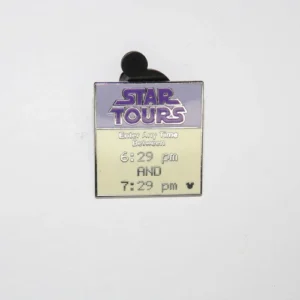 STAR
TOURS
Enter Any Time
Between
6:29 pm
AND
7:29 pm